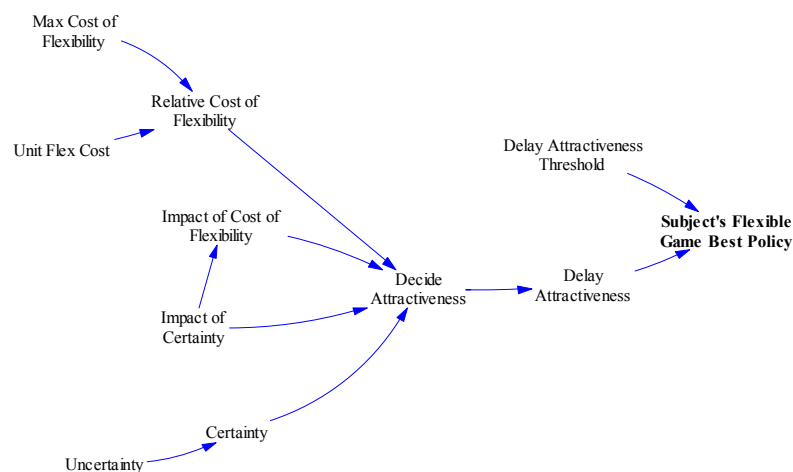 Max Cost of
Flexibility
Relative Cost of
Flexibility
Unit Flex Cost
Delay Attractiveness
Threshold
Impact of Cost of
Flexibility
Subject's Flexible
Game Best Policy
Decide
Attractiveness
Delay
Attractiveness
Impact of
Certainty
Certainty
Uncertainty